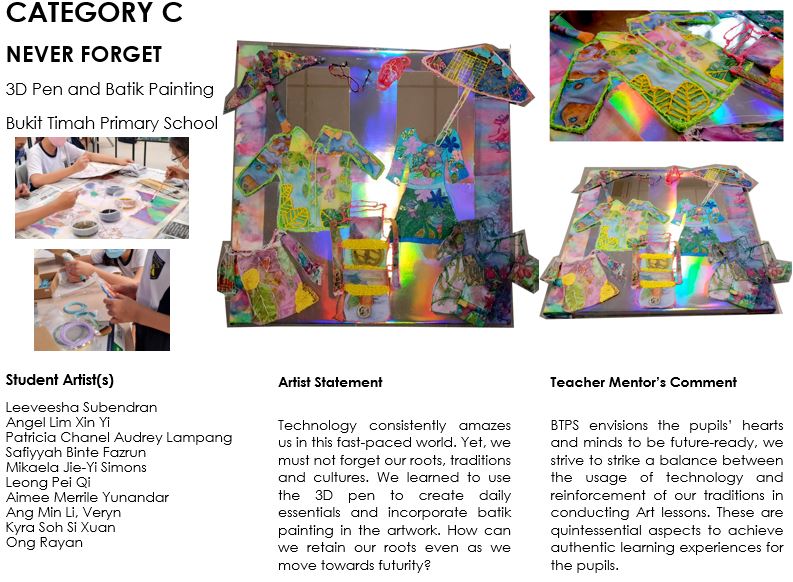 CATEGORY C
NEVER FORGET
3D Pen and Batik Painting
Bukit Timah Primary School
Student Artist(s)
Leeveesha Subendran
Angel Lim Xin Yi
Patricia Chanel Audrey Lampang
Safiyyah Binte Fazrun
Mikaela Jie-Yi Simons
Leong Pei Qi
Aimee Merrile Yunandar
Ang Min Li, Veryn
Kyra Soh Si Xuan
Ong Rayan
Artist Statement
Technology consistently amazes
us in this fast-paced world. Yet, we
must not forget our roots, traditions
and cultures. We learned to use
the 3D pen to create daily
essentials and incorporate batik
painting in the artwork. How can
we retain our roots even as we
move towards futurity?
Teacher Mentor's Comment
BTPS envisions the pupils' hearts
and minds to be future-ready, we
strive to strike a balance between
the usage of technology and
reinforcement of our traditions in
conducting Art lessons. These are
quintessential aspects to achieve
authentic learning experiences for
the pupils.